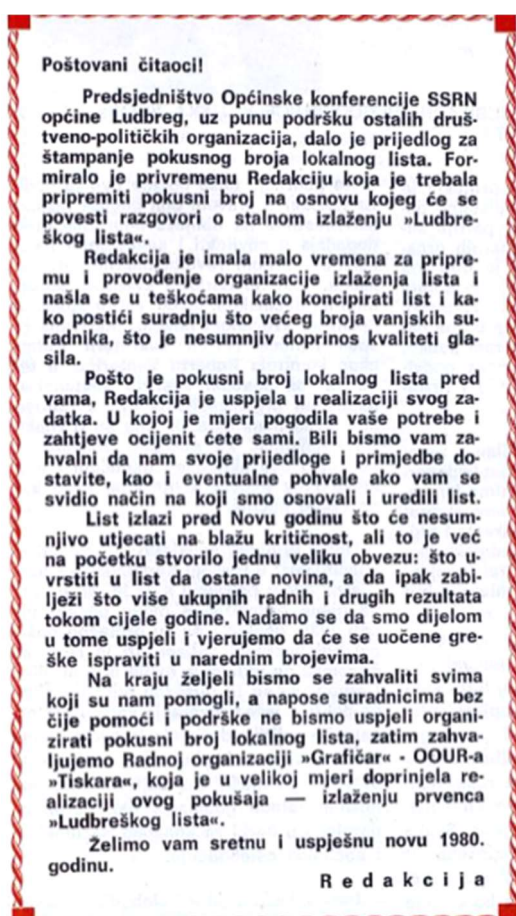 Poštovani čitaoci!
Predsjedništvo Općinske konferencije SSRN
općine Ludbreg, uz punu podršku ostalih druš-
tveno-političkih organizacija, dalo je prijedlog za
štampanje pokusnog broja lokalnog lista. For-
miralo je privremenu Redakciju koja je trebala
pripremiti pokusni broj na osnovu kojeg će se
povesti razgovori o stalnom izlaženju »Ludbre-
škog lista«.
Redakcija je imala malo vremena za pripre-
mu i provođenje organizacije izlaženja lista i
našla se u teškoćama kako koncipirati list i ka-
ko postići suradnju što većeg broja vanjskih su-
radnika, što je nesumnjiv doprinos kvaliteti gla-
sila.
Pošto je pokusni broj lokalnog lista pred
vama, Redakcija je uspjela u realizaciji svog za-
datka. U kojoj je mjeri pogodila vaše potrebe i
zahtjeve ocijenit ćete sami. Bili bismo vam za-
hvalni da nam svoje prijedloge i primjedbe do-
stavite, kao i eventualne pohvale ako vam se
svidio način na koji smo osnovali i uredili list.
List izlazi pred Novu godinu što će nesum-
njivo utjecati na blažu kritičnost, ali to je već
na početku stvorilo jednu veliku obvezu: što u-
vrstiti u list da ostane novina, a da ipak zabi-
lježi što više ukupnih radnih i drugih rezultata
tokom cijele godine. Nadamo se da smo dijelom
u tome uspjeli i vjerujemo da će se uočene gre-
ške ispraviti u narednim brojevima.
Na kraju željeli bismo se zahvaliti svima
koji su nam pomogli, a napose suradnicima bez
čije pomoći i podrške ne bismo uspjeli organi-
zirati pokusni broj lokalnog lista, zatim zahva-
ljujemo Radnoj organizaciji »Grafičar« - OOUR-a
»Tiskara«, koja je u velikoj mjeri doprinjela re-
alizaciji ovog pokušaja — izlaženju prvenca
»Ludbreškog lista«.
Želimo vam sretnu i uspješnu novu 1980.
godinu.
Redakcija